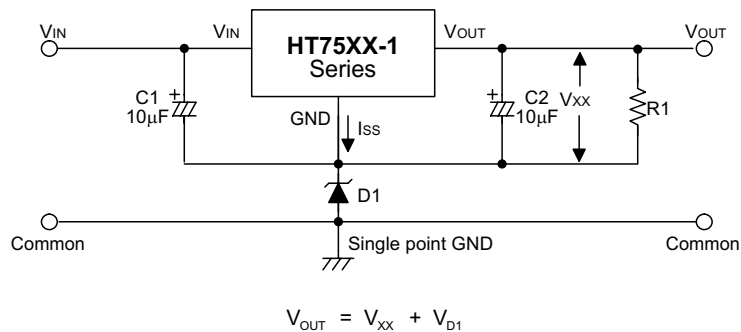 VIN VIN HT75XX-1 VOUT VOUT
Series
C1 + C2 + VXX R1
10μF GND ISS 10μF
D1
Common Single point GND Common
VOUT = VXX + VD1